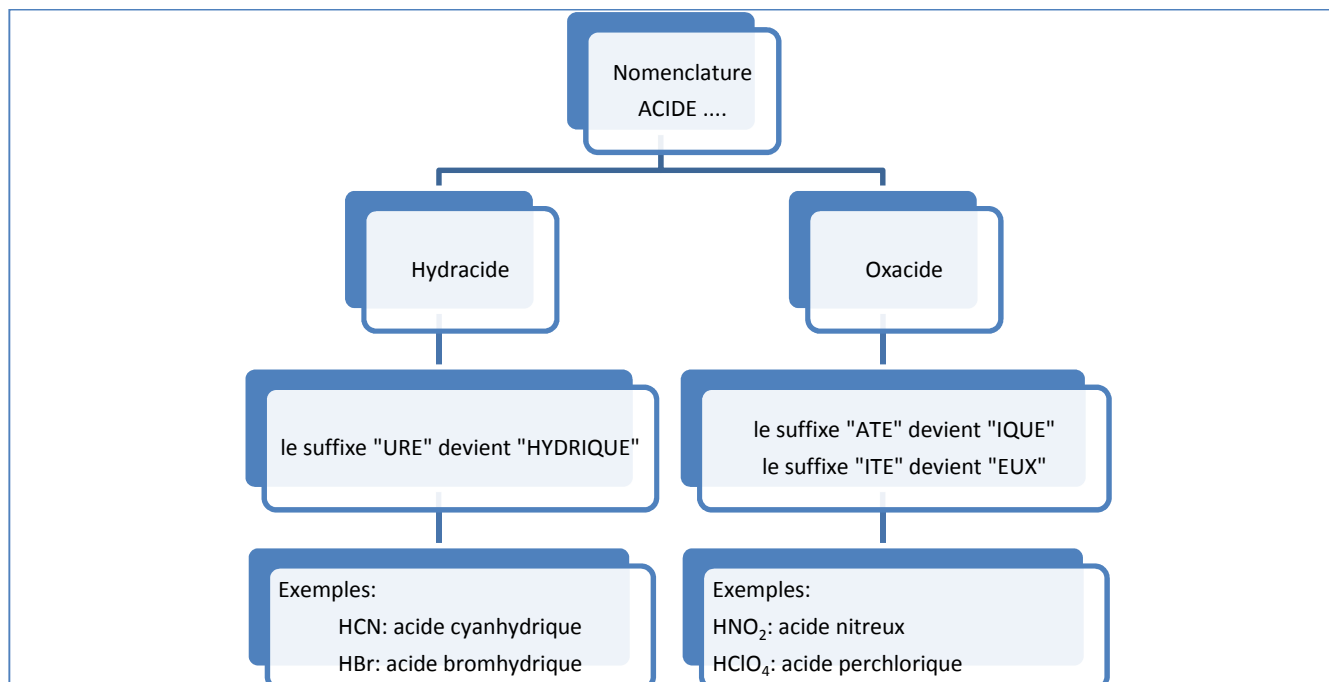 Nomenclature
ACIDE ....
Hydracide
Oxacide
le suffixe "URE" devient "HYDRIQUE"
le suffixe "ATE" devient "IQUE"
le suffixe "ITE" devient "EUX"
Exemples:
HCN: acide cyanhydrique
HBr: acide bromhydrique
Exemples:
HNO₂: acide nitreux
HClO₄: acide perchlorique